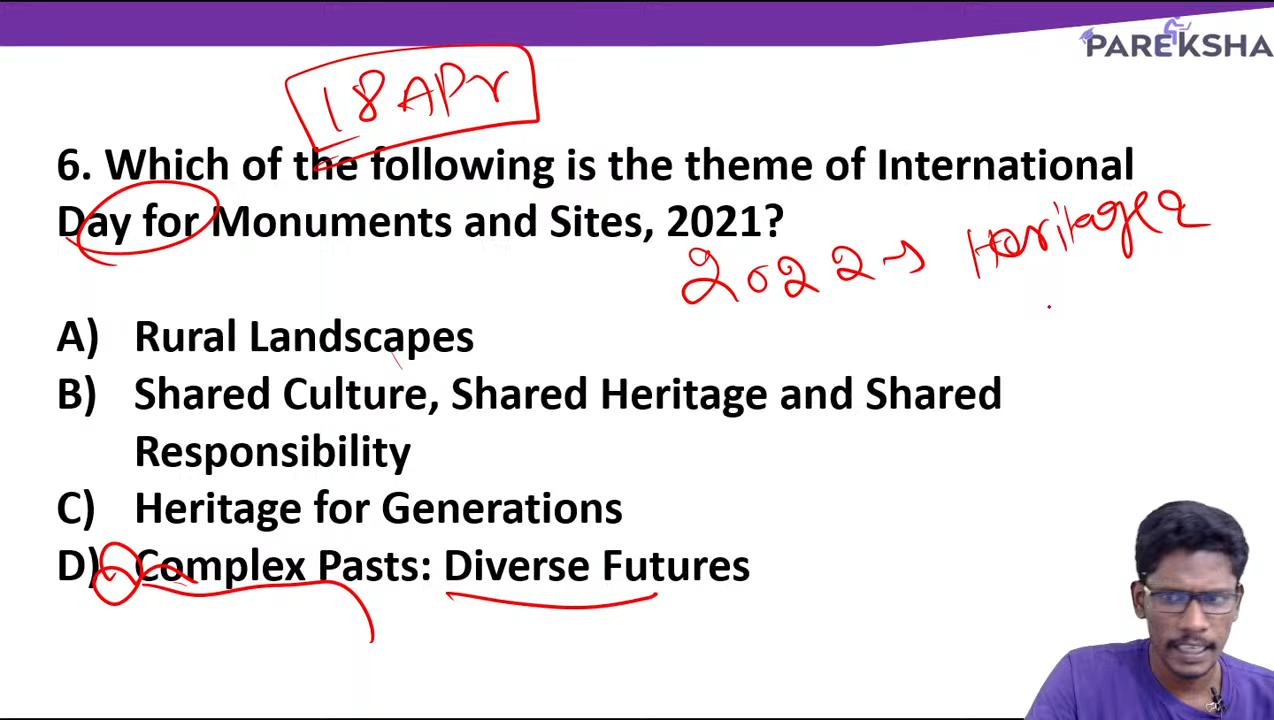 PAREKSHA
18 APr
6. Which of the following is the theme of International
Day for Monuments and Sites, 2021?
2022 → Heritage 2
A) Rural Landscapes
B) Shared Culture, Shared Heritage and Shared
Responsibility
C) Heritage for Generations
D) Complex Pasts: Diverse Futures